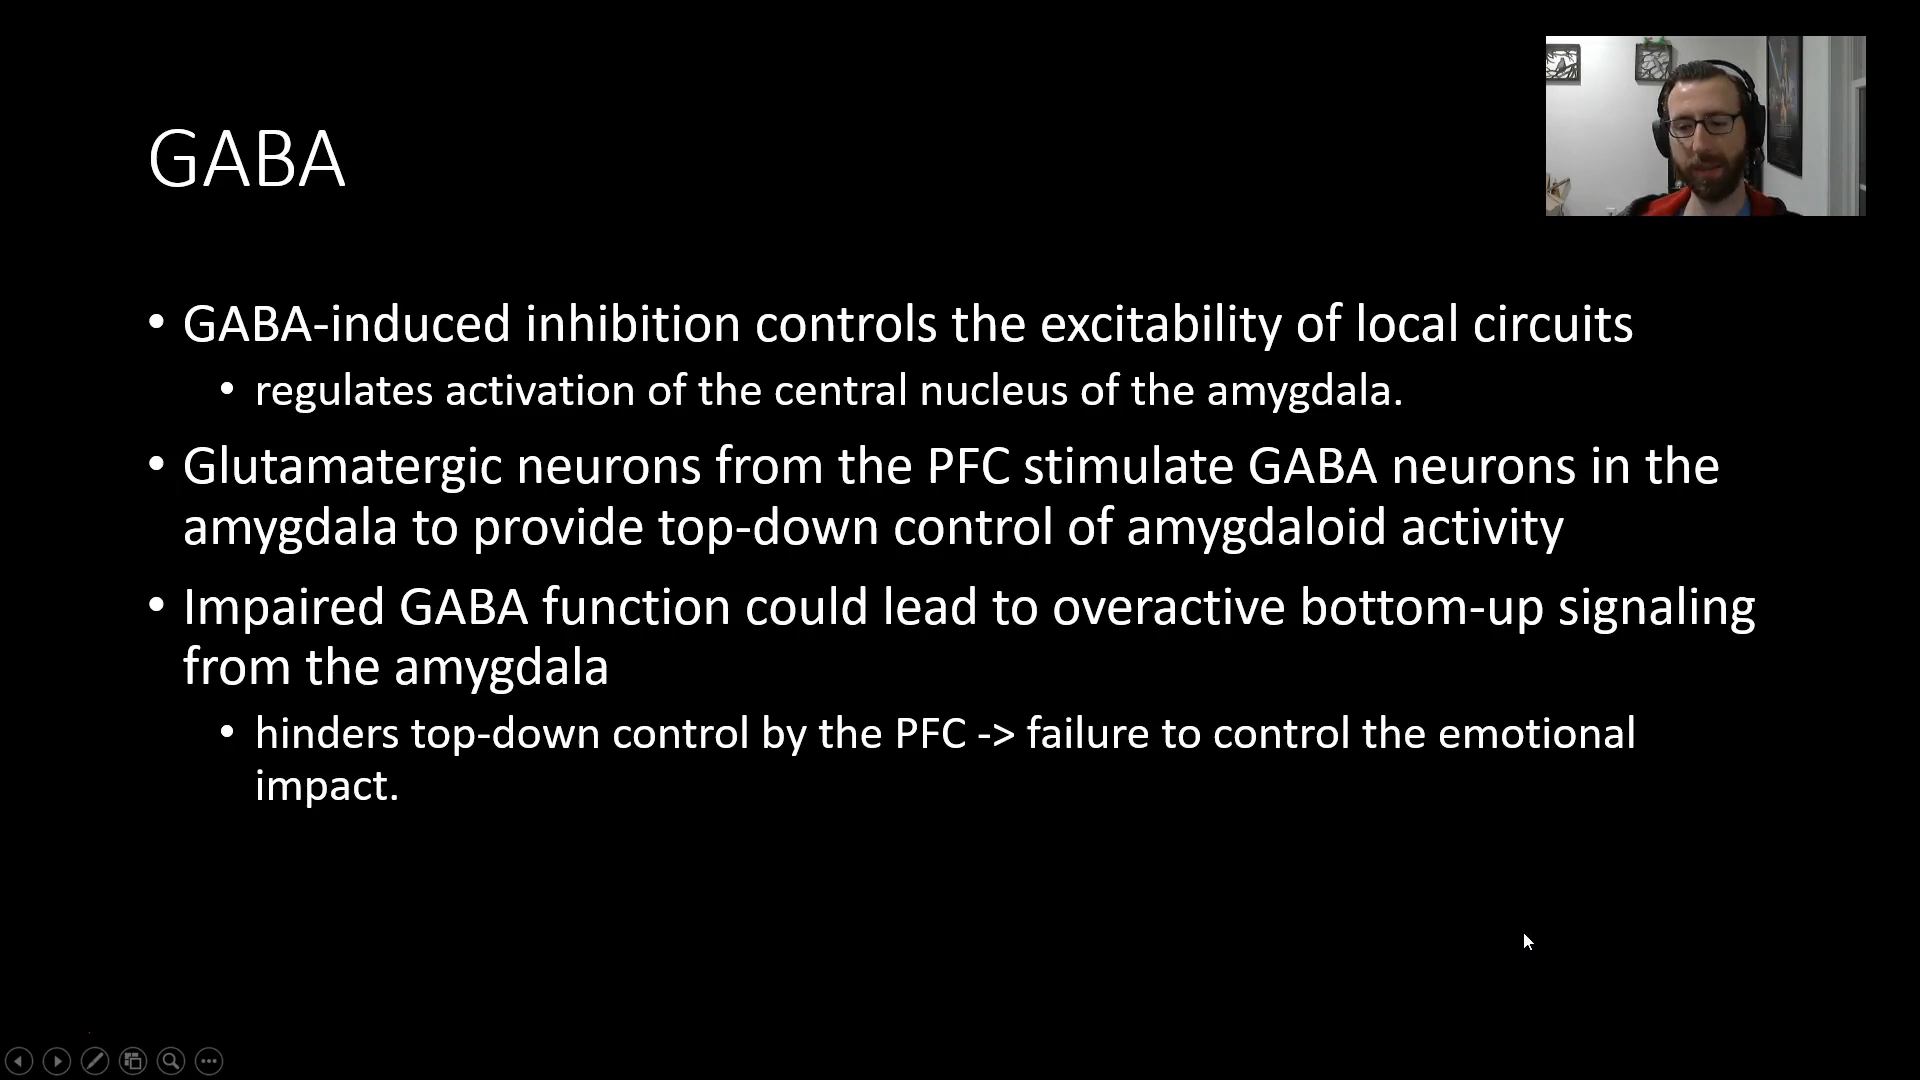 GABA
• GABA-induced inhibition controls the excitability of local circuits
• regulates activation of the central nucleus of the amygdala.
• Glutamatergic neurons from the PFC stimulate GABA neurons in the
amygdala to provide top-down control of amygdaloid activity
• Impaired GABA function could lead to overactive bottom-up signaling
from the amygdala
• hinders top-down control by the PFC -> failure to control the emotional
impact.